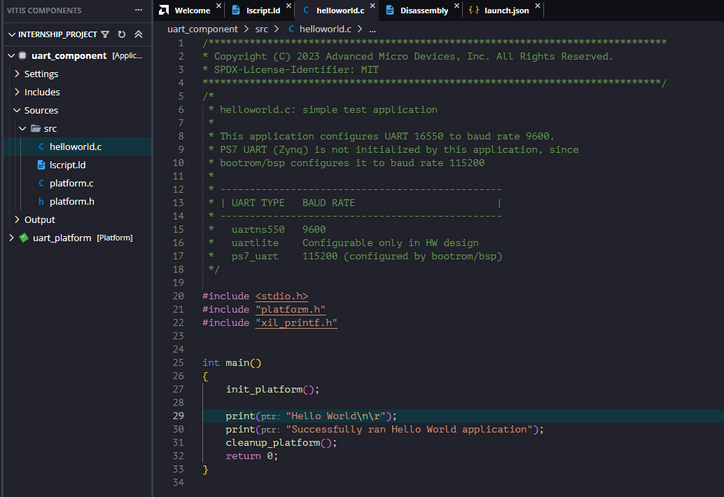 VITIS COMPONENTS ...
INTERNSHIP_PROJECT
uart_component [Applic...
Settings
Includes
Sources
src
C helloworld.c
lscript.ld
C platform.c
h platform.h
Output
uart_platform [Platform]
Welcome × lscript.ld × C helloworld.c × Disassembly × {.} launch.json ×
uart_component > src > C helloworld.c > ...
1 /******************************************************************************
2 * Copyright (C) 2023 Advanced Micro Devices, Inc. All Rights Reserved.
3 * SPDX-License-Identifier: MIT
4 ******************************************************************************/
5 /*
6 * helloworld.c: simple test application
7 *
8 * This application configures UART 16550 to baud rate 9600.
9 * PS7 UART (Zynq) is not initialized by this application, since
10 * bootrom/bsp configures it to baud rate 115200
11 *
12 * ------------------------------------------------
13 * | UART TYPE   BAUD RATE                        |
14 * ------------------------------------------------
15 *   uartns550   9600
16 *   uartlite    Configurable only in HW design
17 *   ps7_uart    115200 (configured by bootrom/bsp)
18 */
19
20 #include <stdio.h>
21 #include "platform.h"
22 #include "xil_printf.h"
23
24
25 int main()
26 {
27     init_platform();
28
29     print(ptr: "Hello World\n\r");
30     print(ptr: "Successfully ran Hello World application");
31     cleanup_platform();
32     return 0;
33 }
34